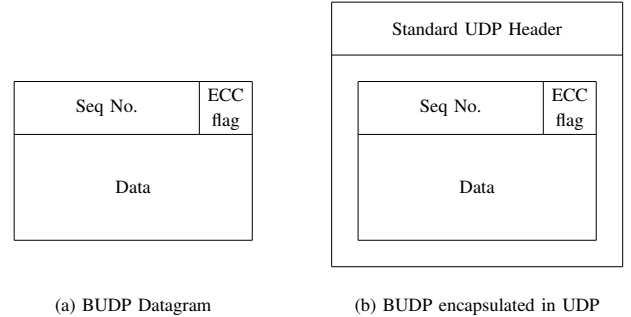 Seq No.
ECC
flag
Data
(a) BUDP Datagram
Standard UDP Header
Seq No.
ECC
flag
Data
(b) BUDP encapsulated in UDP